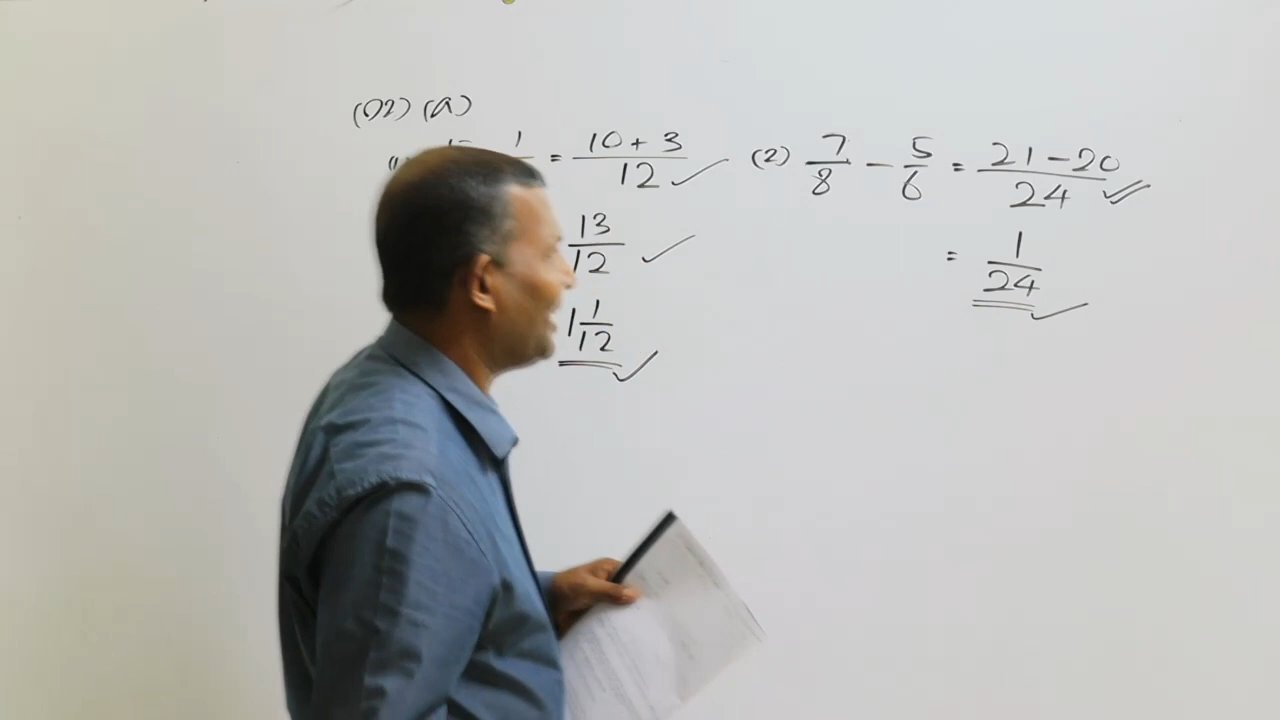 (02) (a)
= 10 + 3 / 12
13 / 12
1 1/12
(2) 7/8 - 5/6 = 21 - 20 / 24
= 1/24